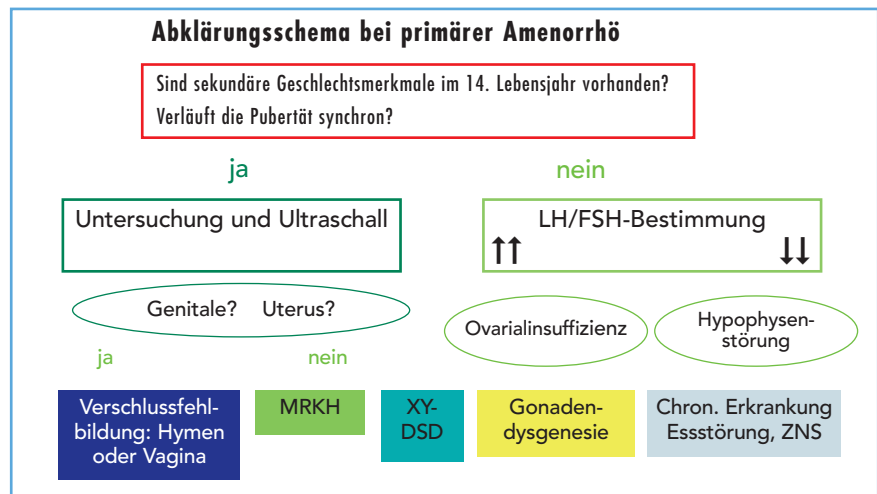 Abklärungsschema bei primärer Amenorrhö
Sind sekundäre Geschlechtsmerkmale im 14. Lebensjahr vorhanden?
Verläuft die Pubertät synchron?
ja
nein
Untersuchung und Ultraschall
LH/FSH-Bestimmung
↑↑ ↓↓
Genitale? Uterus?
Ovarialinsuffizienz
Hypophysen-
störung
ja
nein
Verschlussfehl-
bildung: Hymen
oder Vagina
MRKH
XY-
DSD
Gonaden-
dysgenesie
Chron. Erkrankung
Essstörung, ZNS